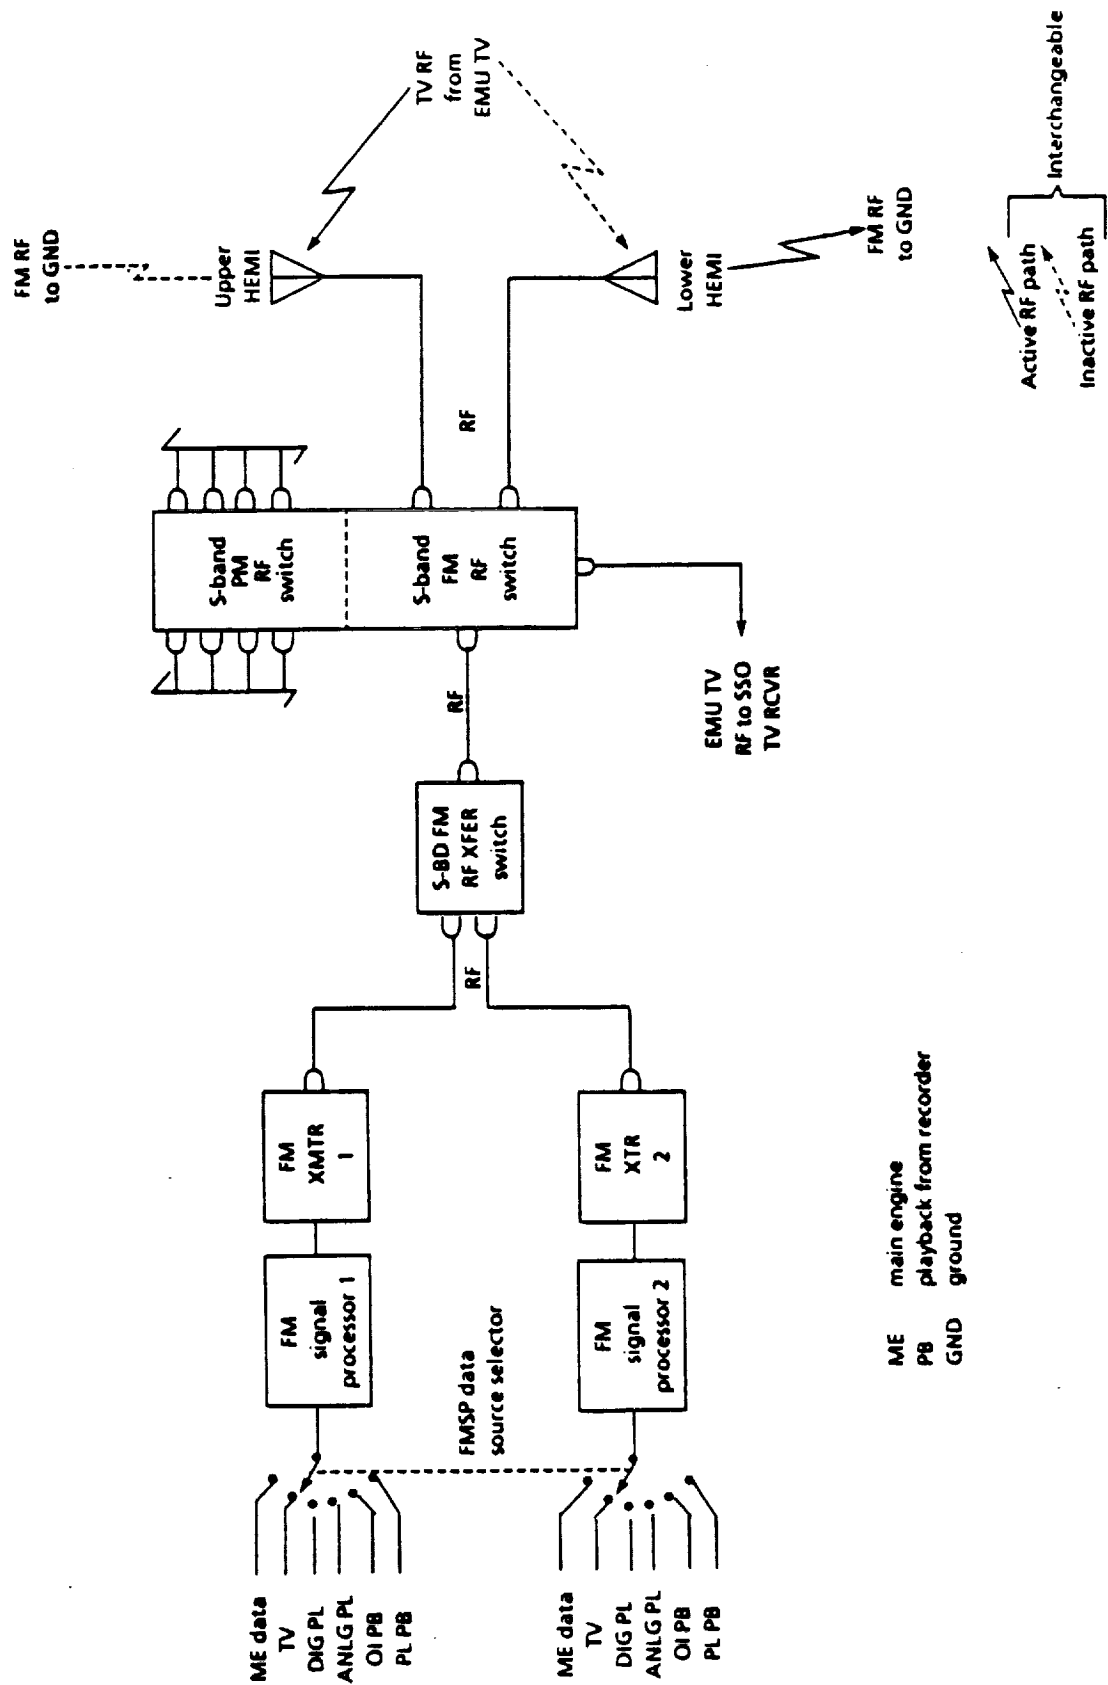 ME data
TV
DIG PL
ANLG PL
OI PB
PL PB
FM
signal
processor 1
FM
XMTR
1
FMSP data
source selector
ME data
TV
DIG PL
ANLG PL
OI PB
PL PB
FM
signal
processor 2
FM
XTR
2
RF
S-BD FM
RF XFER
switch
RF
S-band
PM
RF
switch
S-band
FM
RF
switch
EMU TV
RF to SSO
TV RCVR
RF
FM RF
to GND
Upper
HEMI
TV RF
from
EMU TV
Lower
HEMI
FM RF
to GND
ME main engine
PB playback from recorder
GND ground
Active RF path
Inactive RF path
Interchangeable